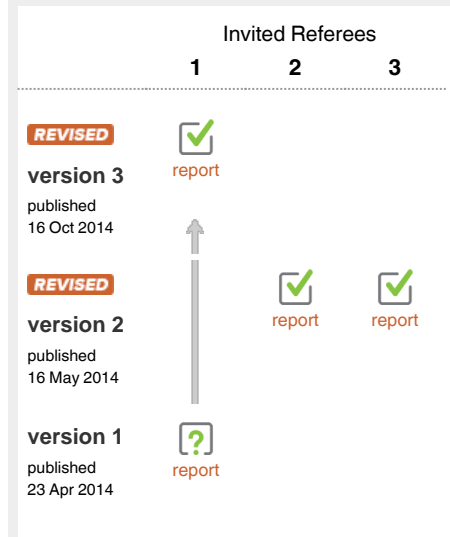 Invited Referees
1 2 3
REVISED
version 3
published
16 Oct 2014
report
REVISED
version 2
published
16 May 2014
report report
version 1
published
23 Apr 2014
?
report